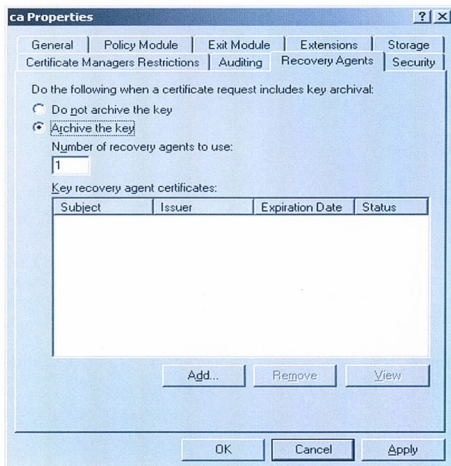 ca Properties
? X
General Policy Module Exit Module Extensions Storage
Certificate Managers Restrictions Auditing Recovery Agents Security
Do the following when a certificate request includes key archival:
Do not archive the key
Archive the key
Number of recovery agents to use:
1
Key recovery agent certificates:
Subject Issuer Expiration Date Status
Add... Remove View
OK Cancel Apply